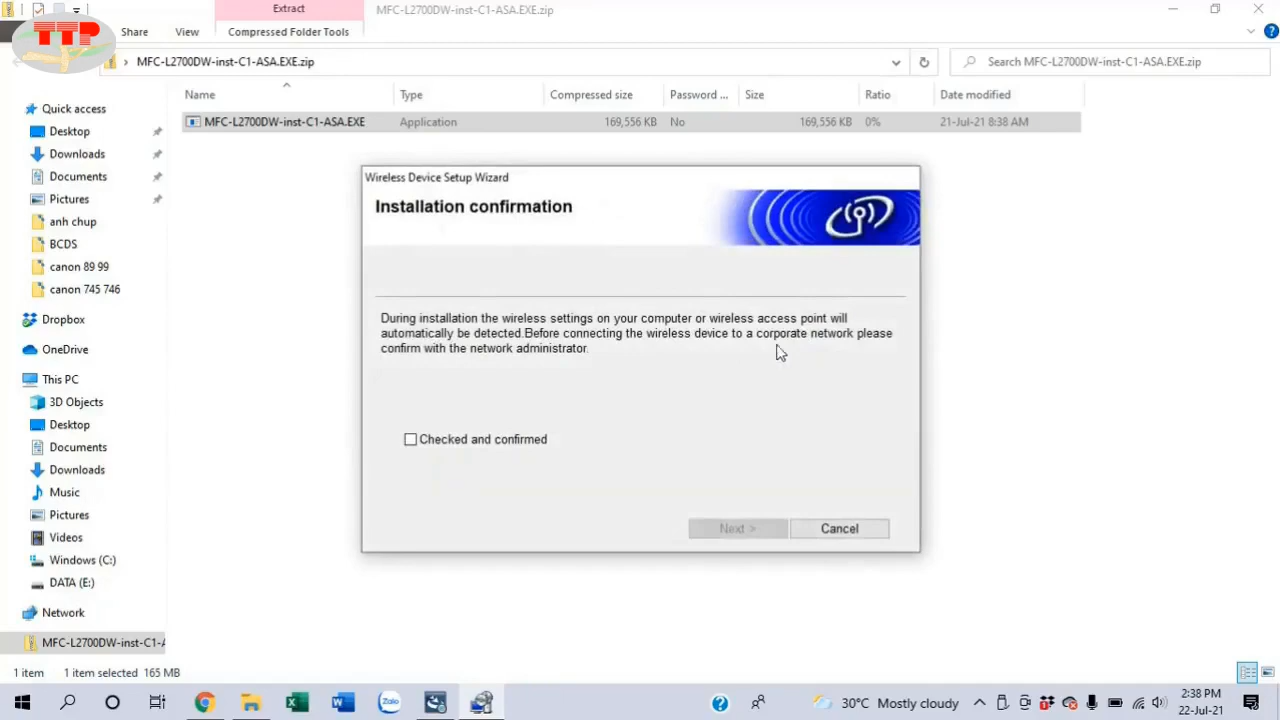 Extract
MFC-L2700DW-inst-C1-ASA.EXE.zip
TTP
Share
View
Compressed Folder Tools
MFC-L2700DW-inst-C1-ASA.EXE.zip
Search MFC-L2700DW-inst-C1-ASA.EXE.zip
Name
Type
Compressed size
Password ...
Size
Ratio
Date modified
MFC-L2700DW-inst-C1-ASA.EXE
Application
169,556 KB
No
169,556 KB
0%
21-Jul-21 8:38 AM
Quick access
Desktop
Downloads
Documents
Pictures
anh chup
BCDS
canon 89 99
canon 745 746
Dropbox
OneDrive
This PC
3D Objects
Desktop
Documents
Downloads
Music
Pictures
Videos
Windows (C:)
DATA (E:)
Network
MFC-L2700DW-inst-C1-A
Wireless Device Setup Wizard
Installation confirmation
During installation the wireless settings on your computer or wireless access point will
automatically be detected.Before connecting the wireless device to a corporate network please
confirm with the network administrator.
Checked and confirmed
Next >
Cancel
1 item
1 item selected
165 MB
Zalo
30°C Mostly cloudy
2:38 PM
22-Jul-21